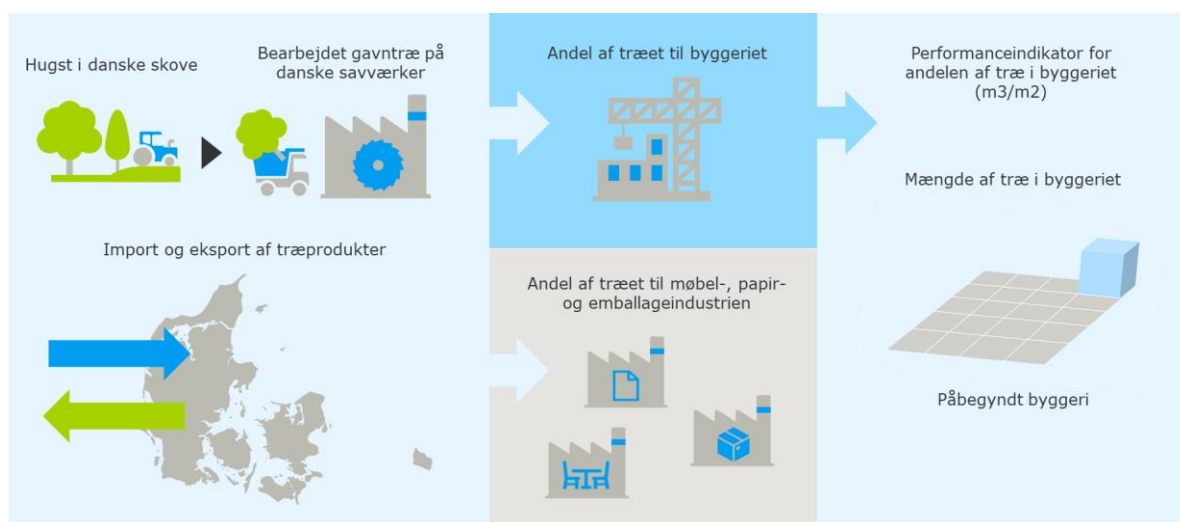 Hugst i danske skove
Bearbejdet gavntræ på
danske savværker
Import og eksport af træprodukter
Andel af træet til byggeriet
Andel af træet til møbel-, papir-
og emballageindustrien
Performanceindikator for
andelen af træ i byggeriet
(m3/m2)
Mængde af træ i byggeriet
Påbegyndt byggeri